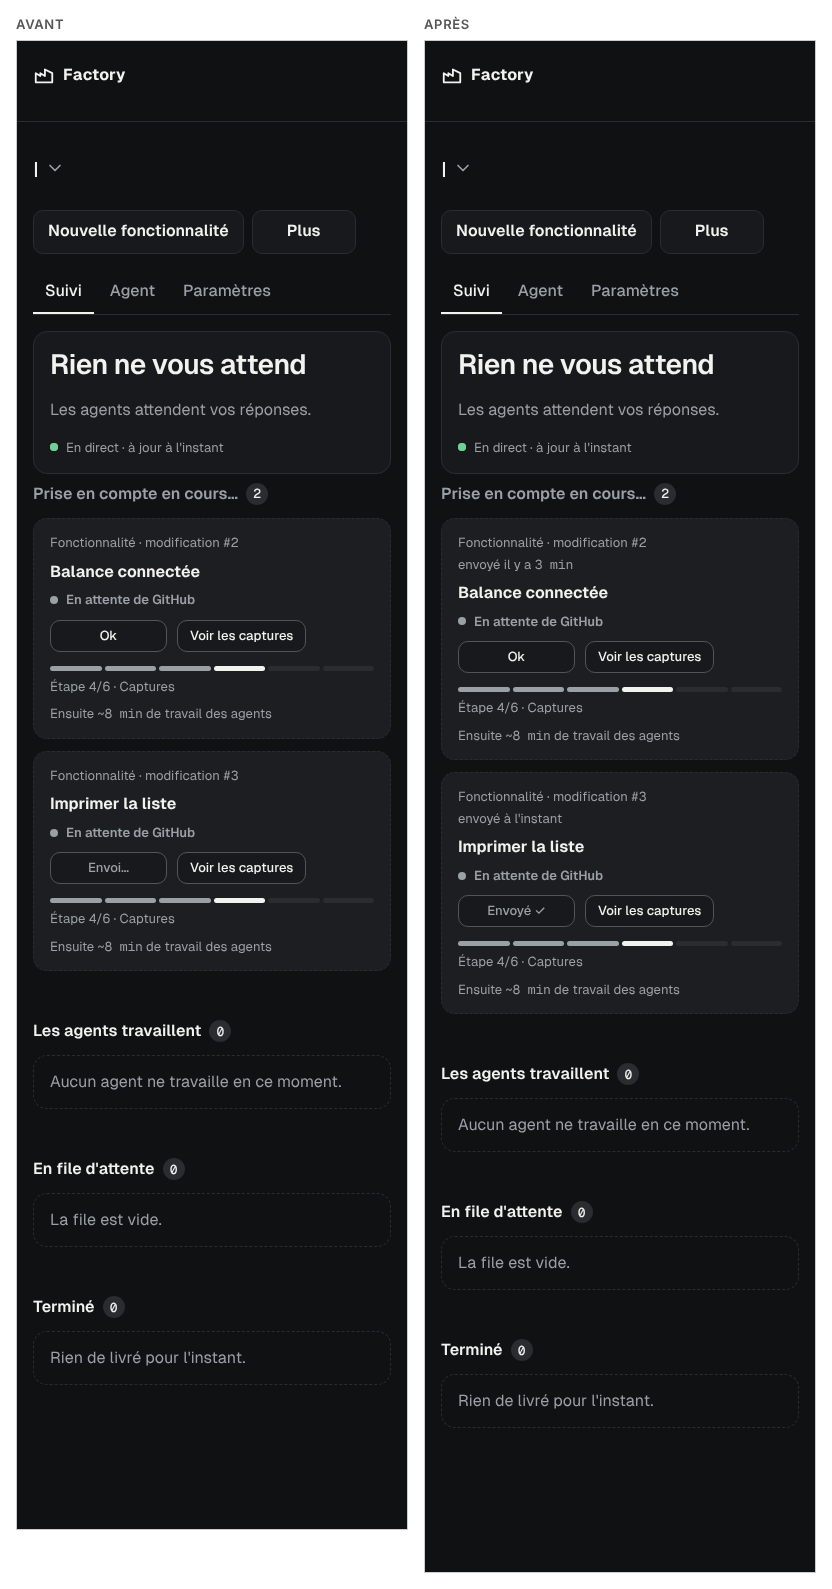 AVANT
Factory
Nouvelle fonctionnalité
Plus
Suivi
Agent
Paramètres
Rien ne vous attend
Les agents attendent vos réponses.
En direct · à jour à l'instant
Prise en compte en cours… 2
Fonctionnalité · modification #2
Balance connectée
En attente de GitHub
Ok
Voir les captures
Étape 4/6 · Captures
Ensuite ~8 min de travail des agents
Fonctionnalité · modification #3
Imprimer la liste
En attente de GitHub
Envoi…
Voir les captures
Étape 4/6 · Captures
Ensuite ~8 min de travail des agents
Les agents travaillent 0
Aucun agent ne travaille en ce moment.
En file d'attente 0
La file est vide.
Terminé 0
Rien de livré pour l'instant.
APRÈS
Factory
Nouvelle fonctionnalité
Plus
Suivi
Agent
Paramètres
Rien ne vous attend
Les agents attendent vos réponses.
En direct · à jour à l'instant
Prise en compte en cours… 2
Fonctionnalité · modification #2
envoyé il y a 3 min
Balance connectée
En attente de GitHub
Ok
Voir les captures
Étape 4/6 · Captures
Ensuite ~8 min de travail des agents
Fonctionnalité · modification #3
envoyé à l'instant
Imprimer la liste
En attente de GitHub
Envoyé ✓
Voir les captures
Étape 4/6 · Captures
Ensuite ~8 min de travail des agents
Les agents travaillent 0
Aucun agent ne travaille en ce moment.
En file d'attente 0
La file est vide.
Terminé 0
Rien de livré pour l'instant.